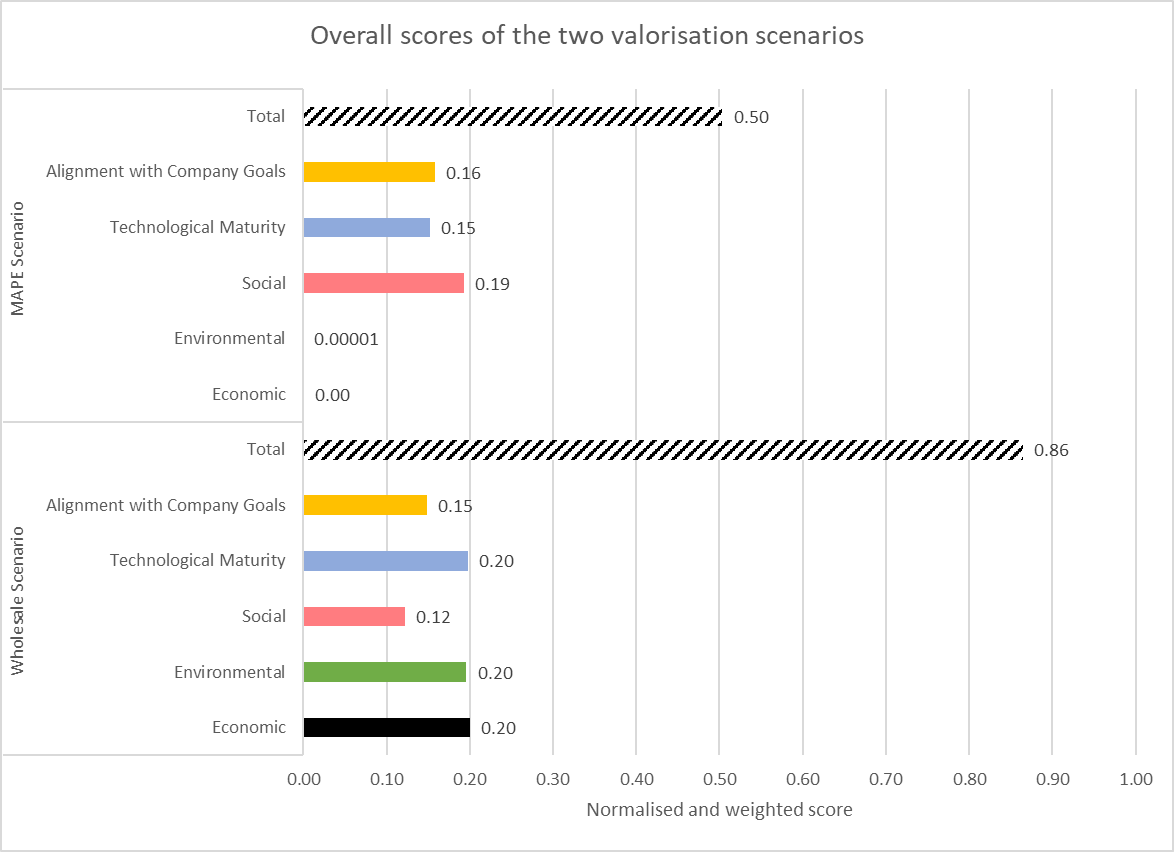 Overall scores of the two valorisation scenarios
MAPE Scenario
Total 0.50
Alignment with Company Goals 0.16
Technological Maturity 0.15
Social 0.19
Environmental 0.00001
Economic 0.00
Wholesale Scenario
Total 0.86
Alignment with Company Goals 0.15
Technological Maturity 0.20
Social 0.12
Environmental 0.20
Economic 0.20
0.00 0.10 0.20 0.30 0.40 0.50 0.60 0.70 0.80 0.90 1.00
Normalised and weighted score